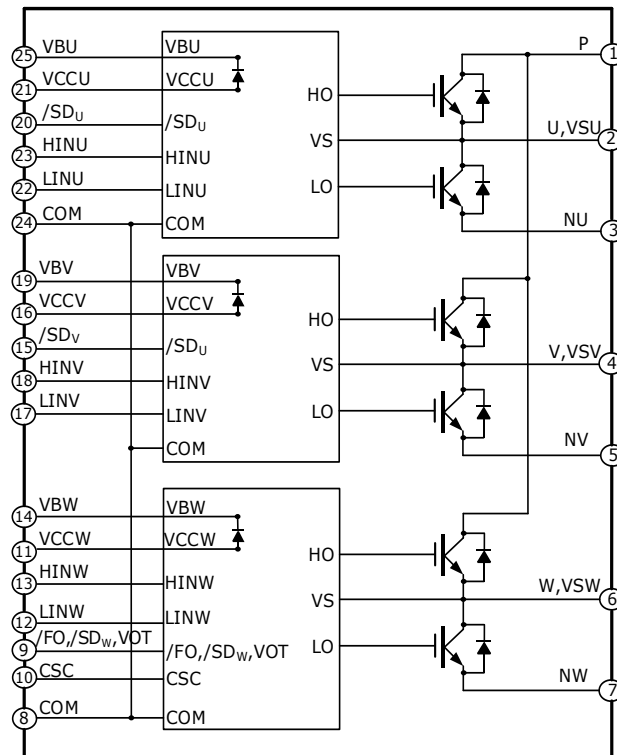 25 VBU VBU P 1
21 VCCU VCCU HO
20 /SDU /SDU U,VSU 2
23 HINU HINU VS
22 LINU LINU LO
24 COM COM NU 3
19 VBV VBV
16 VCCV VCCV HO
15 /SDV /SDU VS V,VSV 4
18 HINV HINV
17 LINV LINV LO
COM NV 5
14 VBW VBW
11 VCCW VCCW HO
13 HINW HINW VS W,VSW 6
12 LINW LINW
9 /FO,/SDW,VOT /FO,/SDW,VOT LO
10 CSC CSC NW 7
8 COM COM